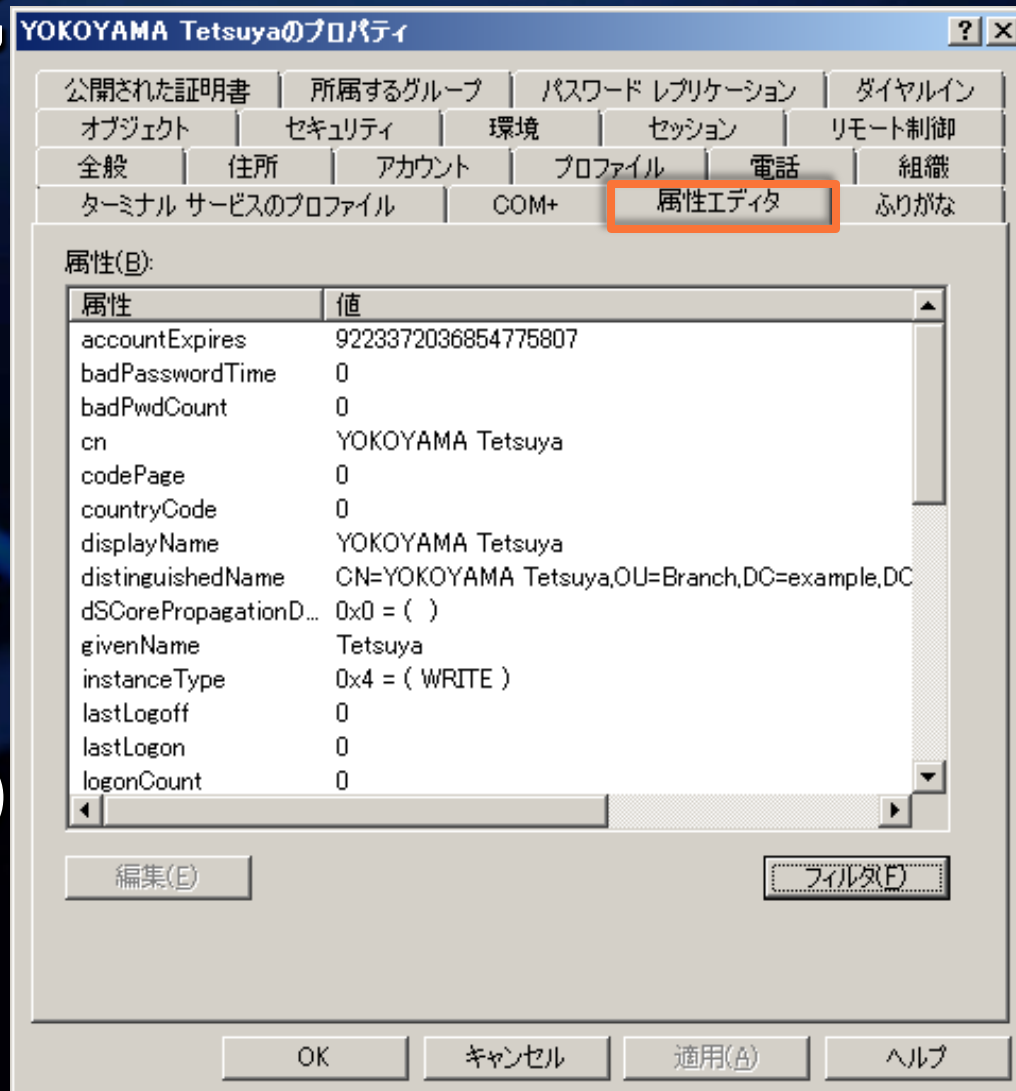 YOKOYAMA Tetsuyaのプロパティ
公開された証明書 所属するグループ パスワード レプリケーション ダイヤルイン
オブジェクト セキュリティ 環境 セッション リモート制御
全般 住所 アカウント プロファイル 電話 組織
ターミナル サービスのプロファイル COM+ 属性エディタ ふりがな
属性(B):
属性 値
accountExpires 9223372036854775807
badPasswordTime 0
badPwdCount 0
cn YOKOYAMA Tetsuya
codePage 0
countryCode 0
displayName YOKOYAMA Tetsuya
distinguishedName CN=YOKOYAMA Tetsuya,OU=Branch,DC=example,DC
dSCorePropagationD... 0x0 = ( )
givenName Tetsuya
instanceType 0x4 = ( WRITE )
lastLogoff 0
lastLogon 0
logonCount 0
編集(E) フィルタ(F)
OK キャンセル 適用(A) ヘルプ